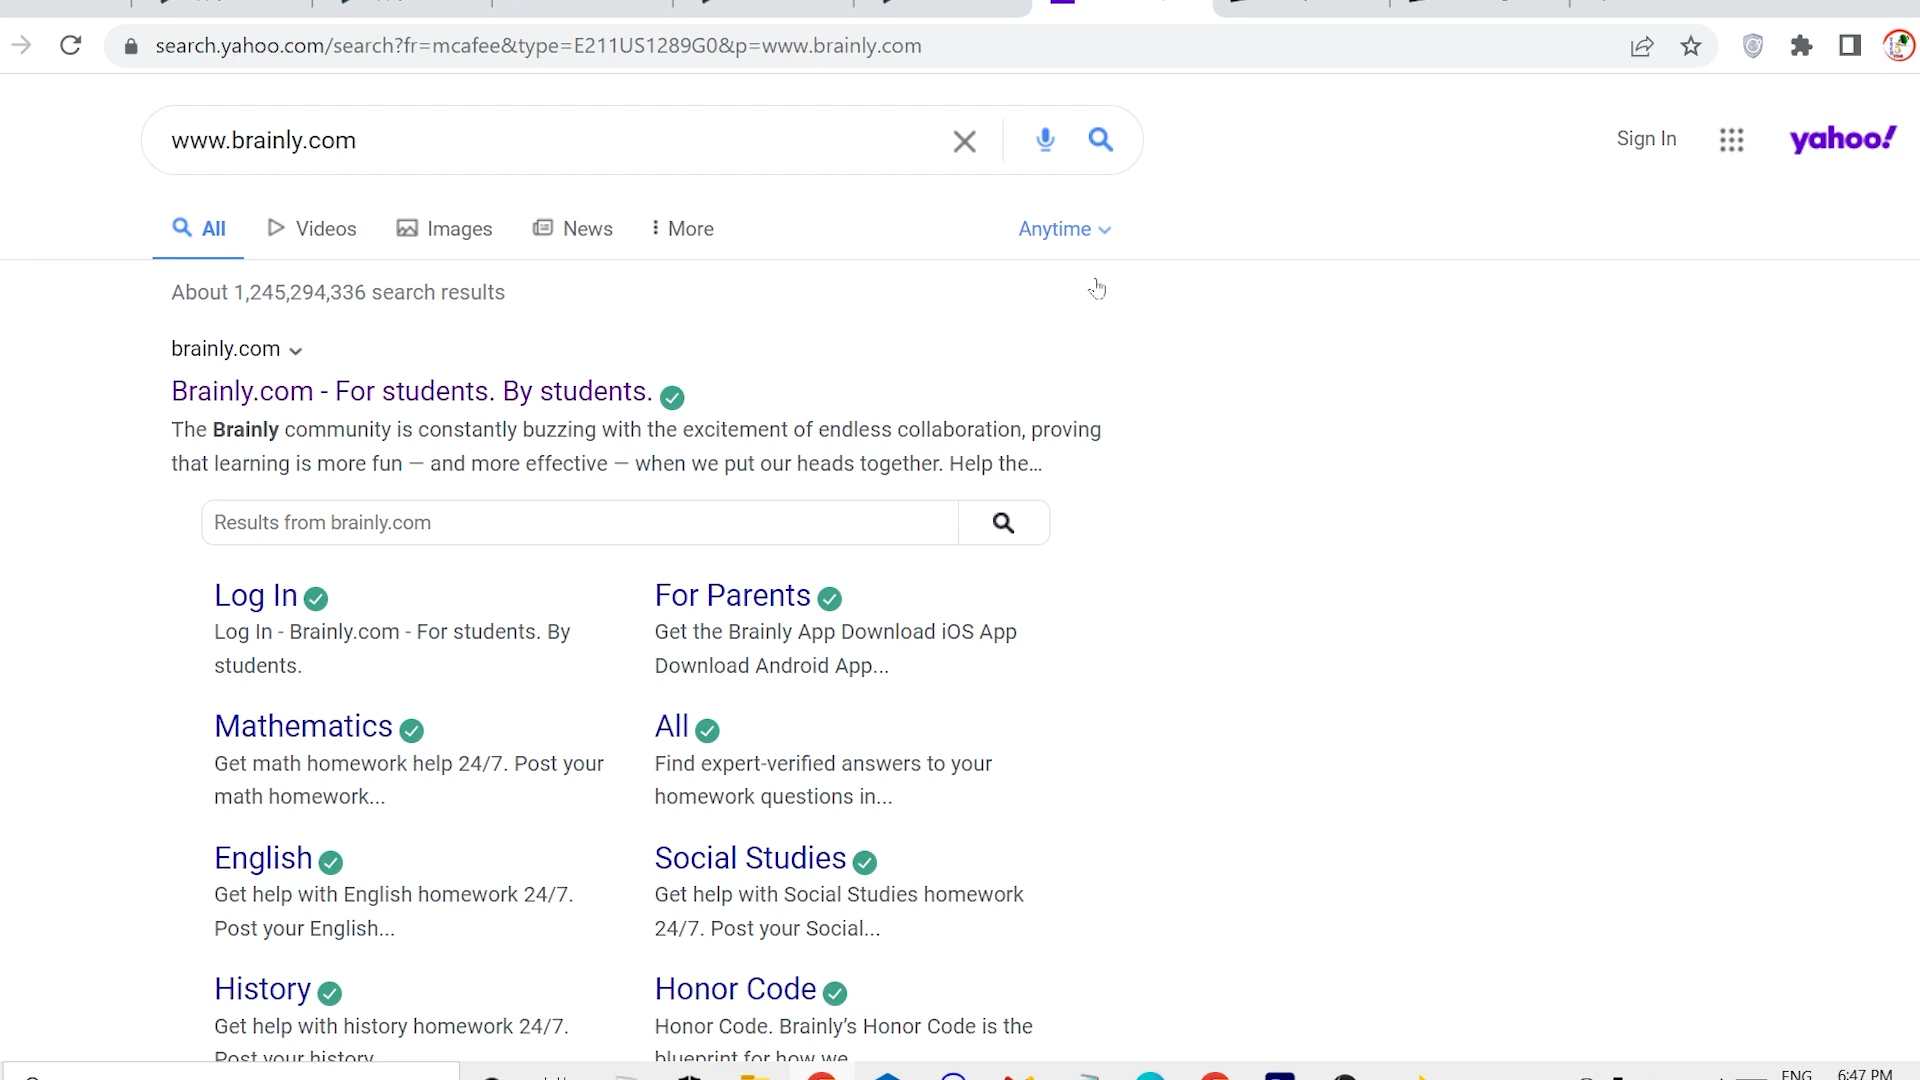 search.yahoo.com/search?fr=mcafee&type=E211US1289G0&p=www.brainly.com
www.brainly.com
Sign In
yahoo!
All
Videos
Images
News
More
Anytime
About 1,245,294,336 search results
brainly.com
Brainly.com - For students. By students.
The Brainly community is constantly buzzing with the excitement of endless collaboration, proving
that learning is more fun — and more effective — when we put our heads together. Help the...
Results from brainly.com
Log In
Log In - Brainly.com - For students. By
students.
For Parents
Get the Brainly App Download iOS App
Download Android App...
Mathematics
Get math homework help 24/7. Post your
math homework...
All
Find expert-verified answers to your
homework questions in...
English
Get help with English homework 24/7.
Post your English...
Social Studies
Get help with Social Studies homework
24/7. Post your Social...
History
Get help with history homework 24/7.
Post your history
Honor Code
Honor Code. Brainly's Honor Code is the
blueprint for how we
ENG
6:47 PM